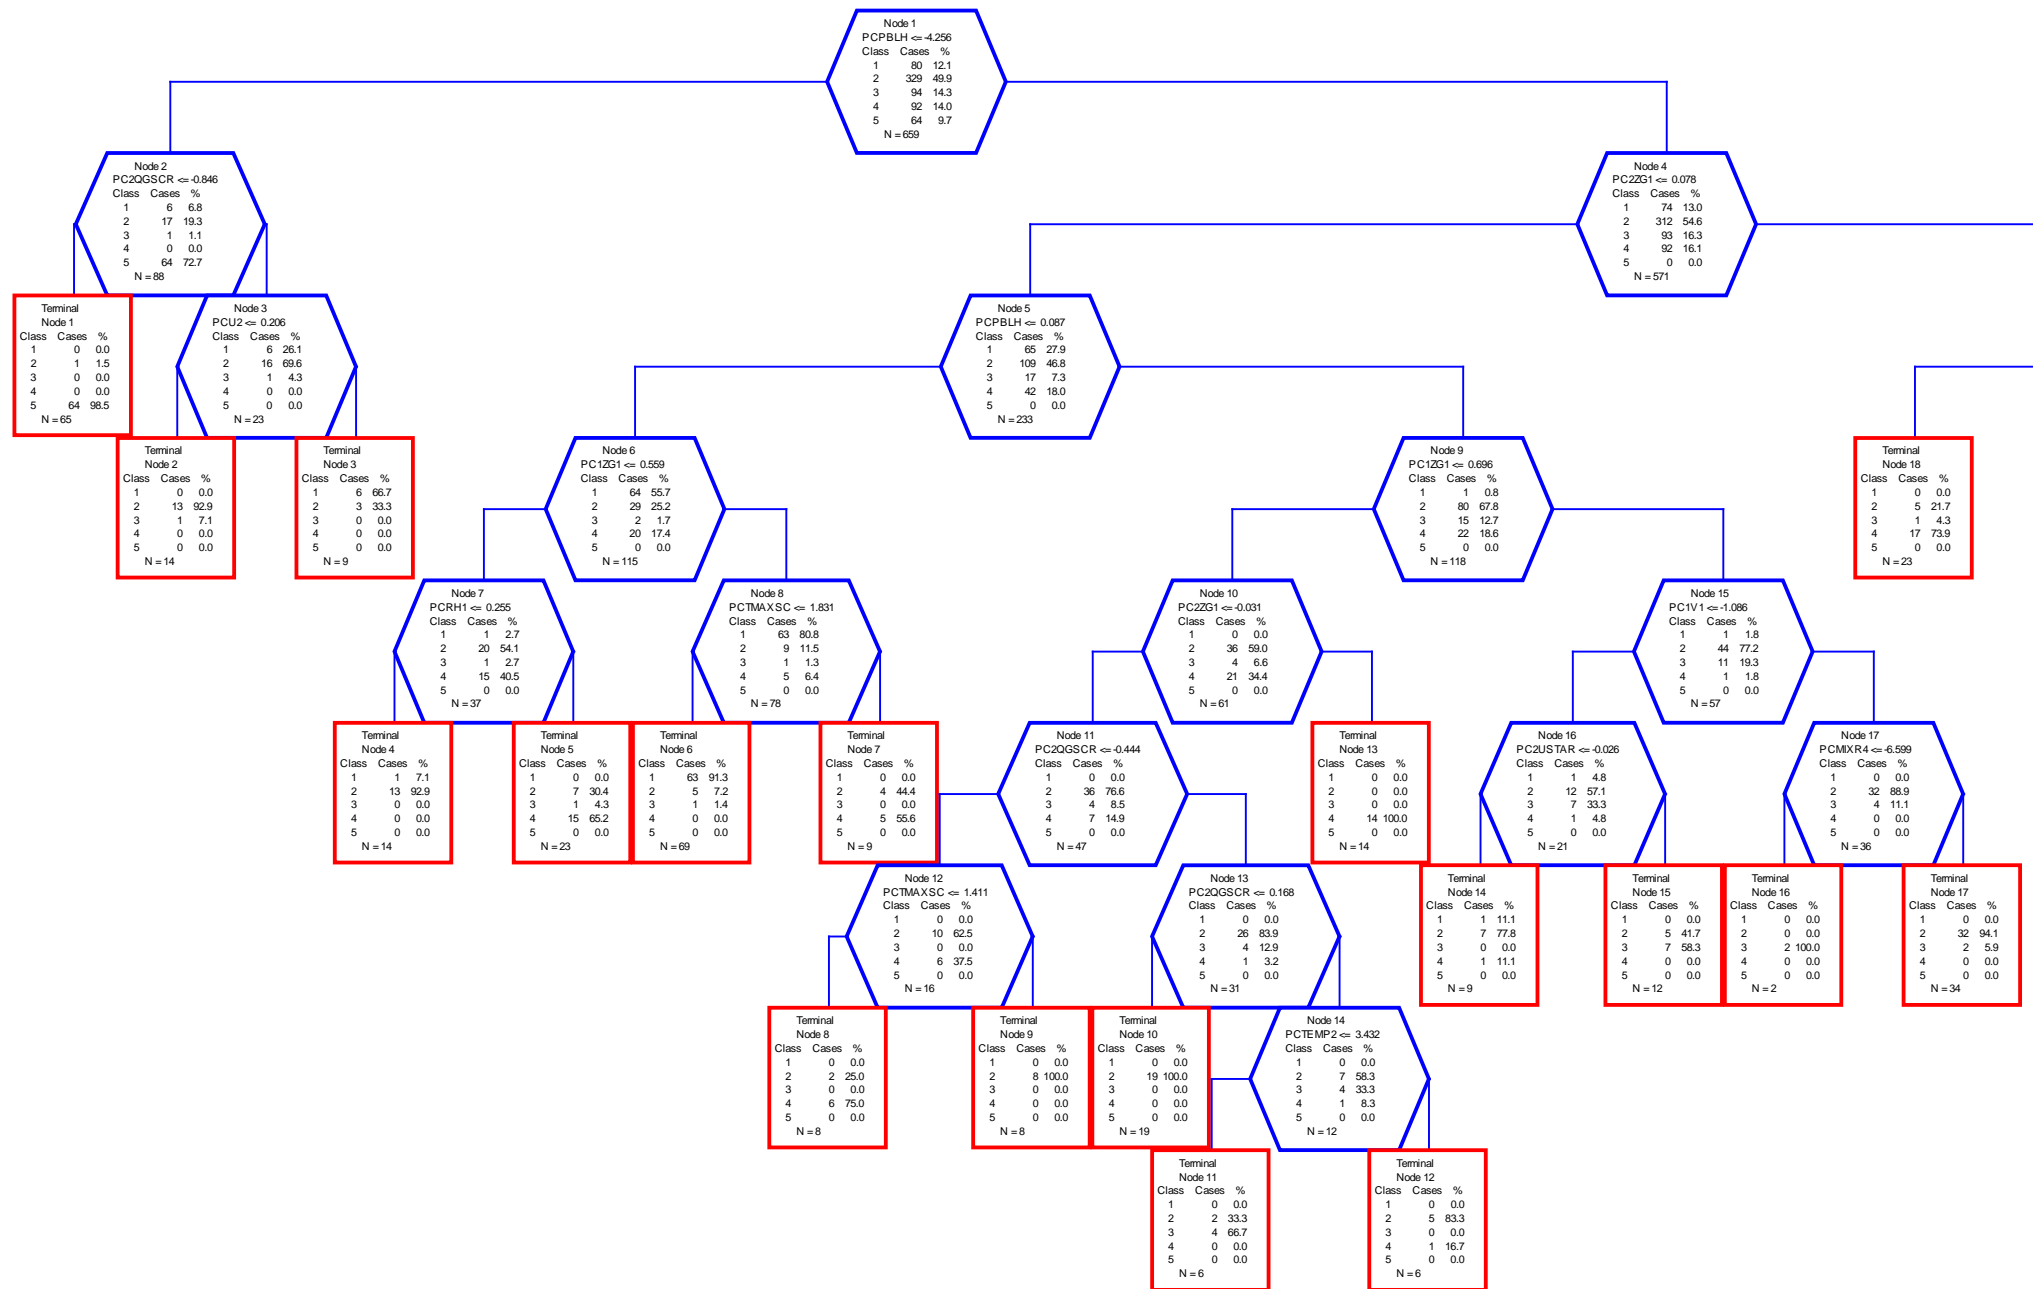 Node 1
PCPBLH <= -4.256
Class Cases %
1 80 12.1
2 329 49.9
3 94 14.3
4 92 14.0
5 64 9.7
N = 659
Node 2
PC2QGSCR <= -0.846
Class Cases %
1 6 6.8
2 17 19.3
3 1 1.1
4 0 0.0
5 64 72.7
N = 88
Node 4
PC2ZG1 <= 0.078
Class Cases %
1 74 13.0
2 312 54.6
3 93 16.3
4 92 16.1
5 0 0.0
N = 571
Terminal
Node 1
Class Cases %
1 0 0.0
2 1 1.5
3 0 0.0
4 0 0.0
5 64 98.5
N = 65
Node 3
PCU2 <= 0.206
Class Cases %
1 6 26.1
2 16 69.6
3 1 4.3
4 0 0.0
5 0 0.0
N = 23
Node 5
PCPBLH <= 0.087
Class Cases %
1 65 27.9
2 109 46.8
3 17 7.3
4 42 18.0
5 0 0.0
N = 233
Terminal
Node 2
Class Cases %
1 0 0.0
2 13 92.9
3 1 7.1
4 0 0.0
5 0 0.0
N = 14
Terminal
Node 3
Class Cases %
1 6 66.7
2 3 33.3
3 0 0.0
4 0 0.0
5 0 0.0
N = 9
Node 6
PC1ZG1 <= 0.559
Class Cases %
1 64 55.7
2 29 25.2
3 2 1.7
4 20 17.4
5 0 0.0
N = 115
Node 9
PC1ZG1 <= 0.696
Class Cases %
1 1 0.8
2 80 67.8
3 15 12.7
4 22 18.6
5 0 0.0
N = 118
Terminal
Node 18
Class Cases %
1 0 0.0
2 5 21.7
3 1 4.3
4 17 73.9
5 0 0.0
N = 23
Node 7
PCRH1 <= 0.255
Class Cases %
1 1 2.7
2 20 54.1
3 1 2.7
4 15 40.5
5 0 0.0
N = 37
Node 8
PCTMAXSC <= 1.831
Class Cases %
1 63 80.8
2 9 11.5
3 1 1.3
4 5 6.4
5 0 0.0
N = 78
Node 10
PC2ZG1 <= -0.031
Class Cases %
1 0 0.0
2 36 59.0
3 4 6.6
4 21 34.4
5 0 0.0
N = 61
Node 15
PC1V1 <= -1.086
Class Cases %
1 1 1.8
2 44 77.2
3 11 19.3
4 1 1.8
5 0 0.0
N = 57
Terminal
Node 4
Class Cases %
1 1 7.1
2 13 92.9
3 0 0.0
4 0 0.0
5 0 0.0
N = 14
Terminal
Node 5
Class Cases %
1 0 0.0
2 7 30.4
3 1 4.3
4 15 65.2
5 0 0.0
N = 23
Terminal
Node 6
Class Cases %
1 63 91.3
2 5 7.2
3 1 1.4
4 0 0.0
5 0 0.0
N = 69
Terminal
Node 7
Class Cases %
1 0 0.0
2 4 44.4
3 0 0.0
4 5 55.6
5 0 0.0
N = 9
Node 11
PC2QGSCR <= -0.444
Class Cases %
1 0 0.0
2 36 76.6
3 4 8.5
4 7 14.9
5 0 0.0
N = 47
Terminal
Node 13
Class Cases %
1 0 0.0
2 0 0.0
3 0 0.0
4 14 100.0
5 0 0.0
N = 14
Node 16
PC2USTAR <= -0.026
Class Cases %
1 1 4.8
2 12 57.1
3 7 33.3
4 1 4.8
5 0 0.0
N = 21
Node 17
PCMIXR4 <= -6.599
Class Cases %
1 0 0.0
2 32 88.9
3 4 11.1
4 0 0.0
5 0 0.0
N = 36
Node 12
PCTMAXSC <= 1.411
Class Cases %
1 0 0.0
2 10 62.5
3 0 0.0
4 6 37.5
5 0 0.0
N = 16
Node 13
PC2QGSCR <= 0.168
Class Cases %
1 0 0.0
2 26 83.9
3 4 12.9
4 1 3.2
5 0 0.0
N = 31
Terminal
Node 14
Class Cases %
1 1 11.1
2 7 77.8
3 0 0.0
4 1 11.1
5 0 0.0
N = 9
Terminal
Node 15
Class Cases %
1 0 0.0
2 5 41.7
3 7 58.3
4 0 0.0
5 0 0.0
N = 12
Terminal
Node 16
Class Cases %
1 0 0.0
2 0 0.0
3 2 100.0
4 0 0.0
5 0 0.0
N = 2
Terminal
Node 17
Class Cases %
1 0 0.0
2 32 94.1
3 2 5.9
4 0 0.0
5 0 0.0
N = 34
Terminal
Node 8
Class Cases %
1 0 0.0
2 2 25.0
3 0 0.0
4 6 75.0
5 0 0.0
N = 8
Terminal
Node 9
Class Cases %
1 0 0.0
2 8 100.0
3 0 0.0
4 0 0.0
5 0 0.0
N = 8
Terminal
Node 10
Class Cases %
1 0 0.0
2 19 100.0
3 0 0.0
4 0 0.0
5 0 0.0
N = 19
Node 14
PCTEMP2 <= 3.432
Class Cases %
1 0 0.0
2 7 58.3
3 4 33.3
4 1 8.3
5 0 0.0
N = 12
Terminal
Node 11
Class Cases %
1 0 0.0
2 2 33.3
3 4 66.7
4 0 0.0
5 0 0.0
N = 6
Terminal
Node 12
Class Cases %
1 0 0.0
2 5 83.3
3 0 0.0
4 1 16.7
5 0 0.0
N = 6